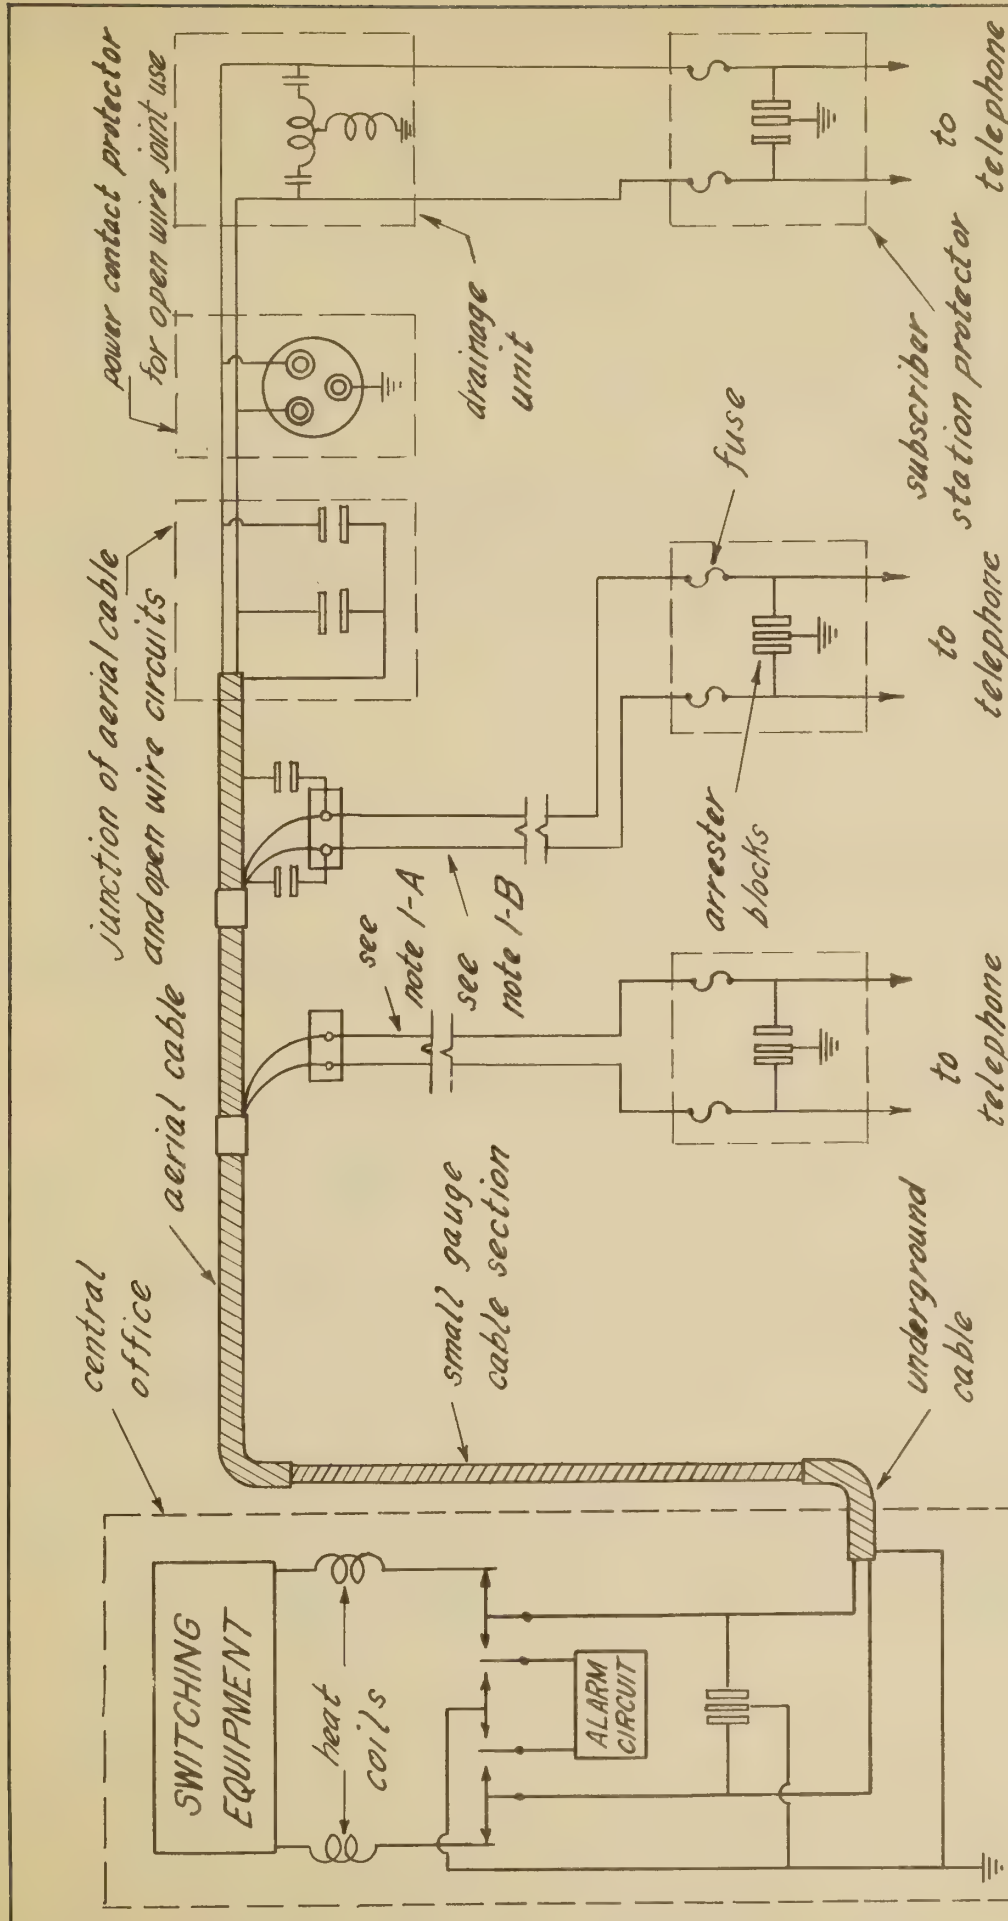 central
office
SWITCHING
EQUIPMENT
heat
coils
ALARM
CIRCUIT
aerial cable
small gauge
cable section
underground
cable
junction of aerial cable
and open wire circuits
see
note 1-A
see
note 1-B
power contact protector
for open wire joint use
drainage
unit
arrester
blocks
fuse
subscriber
station protector
to
telephone
to
telephone
to
telephone